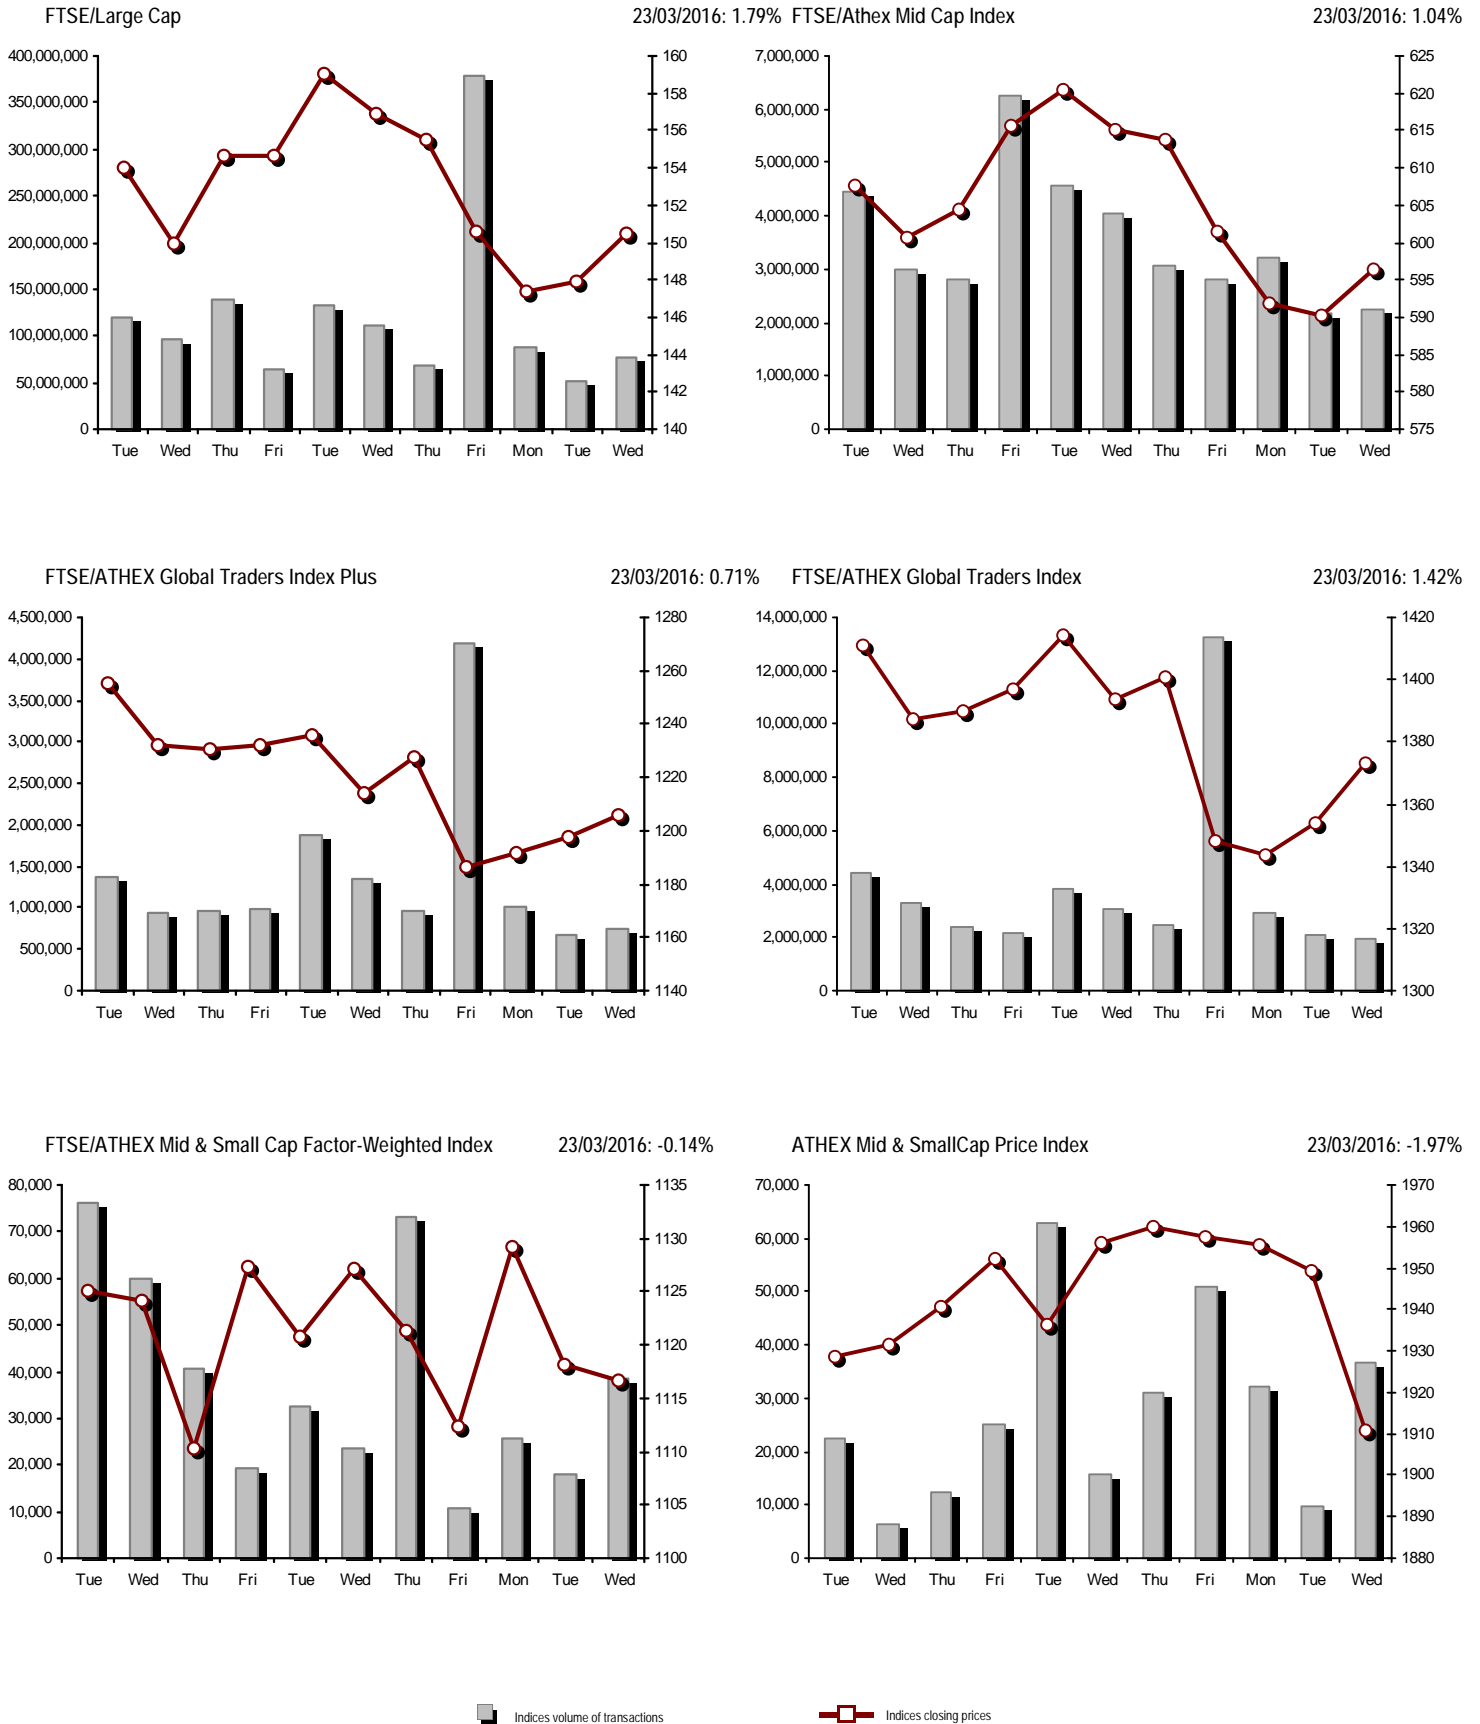 FTSE/Large Cap 23/03/2016: 1.79%
400,000,000 350,000,000 300,000,000 250,000,000 200,000,000 150,000,000 100,000,000 50,000,000 0
160 158 156 154 152 150 148 146 144 142 140
Tue Wed Thu Fri Tue Wed Thu Fri Mon Tue Wed
FTSE/Athex Mid Cap Index 23/03/2016: 1.04%
7,000,000 6,000,000 5,000,000 4,000,000 3,000,000 2,000,000 1,000,000 0
625 620 615 610 605 600 595 590 585 580 575
Tue Wed Thu Fri Tue Wed Thu Fri Mon Tue Wed
FTSE/ATHEX Global Traders Index Plus 23/03/2016: 0.71%
4,500,000 4,000,000 3,500,000 3,000,000 2,500,000 2,000,000 1,500,000 1,000,000 500,000 0
1280 1260 1240 1220 1200 1180 1160 1140
Tue Wed Thu Fri Tue Wed Thu Fri Mon Tue Wed
FTSE/ATHEX Global Traders Index 23/03/2016: 1.42%
14,000,000 12,000,000 10,000,000 8,000,000 6,000,000 4,000,000 2,000,000 0
1420 1400 1380 1360 1340 1320 1300
Tue Wed Thu Fri Tue Wed Thu Fri Mon Tue Wed
FTSE/ATHEX Mid & Small Cap Factor-Weighted Index 23/03/2016: -0.14%
80,000 70,000 60,000 50,000 40,000 30,000 20,000 10,000 0
1135 1130 1125 1120 1115 1110 1105 1100
Tue Wed Thu Fri Tue Wed Thu Fri Mon Tue Wed
ATHEX Mid & SmallCap Price Index 23/03/2016: -1.97%
70,000 60,000 50,000 40,000 30,000 20,000 10,000 0
1970 1960 1950 1940 1930 1920 1910 1900 1890 1880
Tue Wed Thu Fri Tue Wed Thu Fri Mon Tue Wed
Indices volume of transactions Indices closing prices